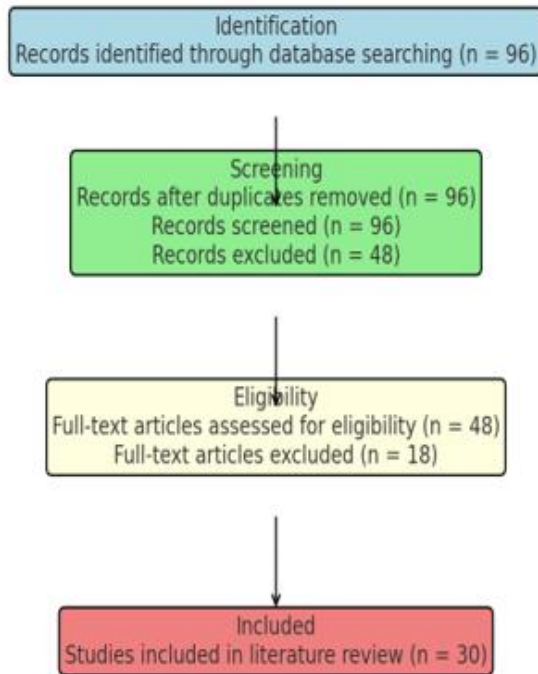 Identification
Records identified through database searching (n = 96)
Screening
Records after duplicates removed (n = 96)
Records screened (n = 96)
Records excluded (n = 48)
Eligibility
Full-text articles assessed for eligibility (n = 48)
Full-text articles excluded (n = 18)
Included
Studies included in literature review (n = 30)